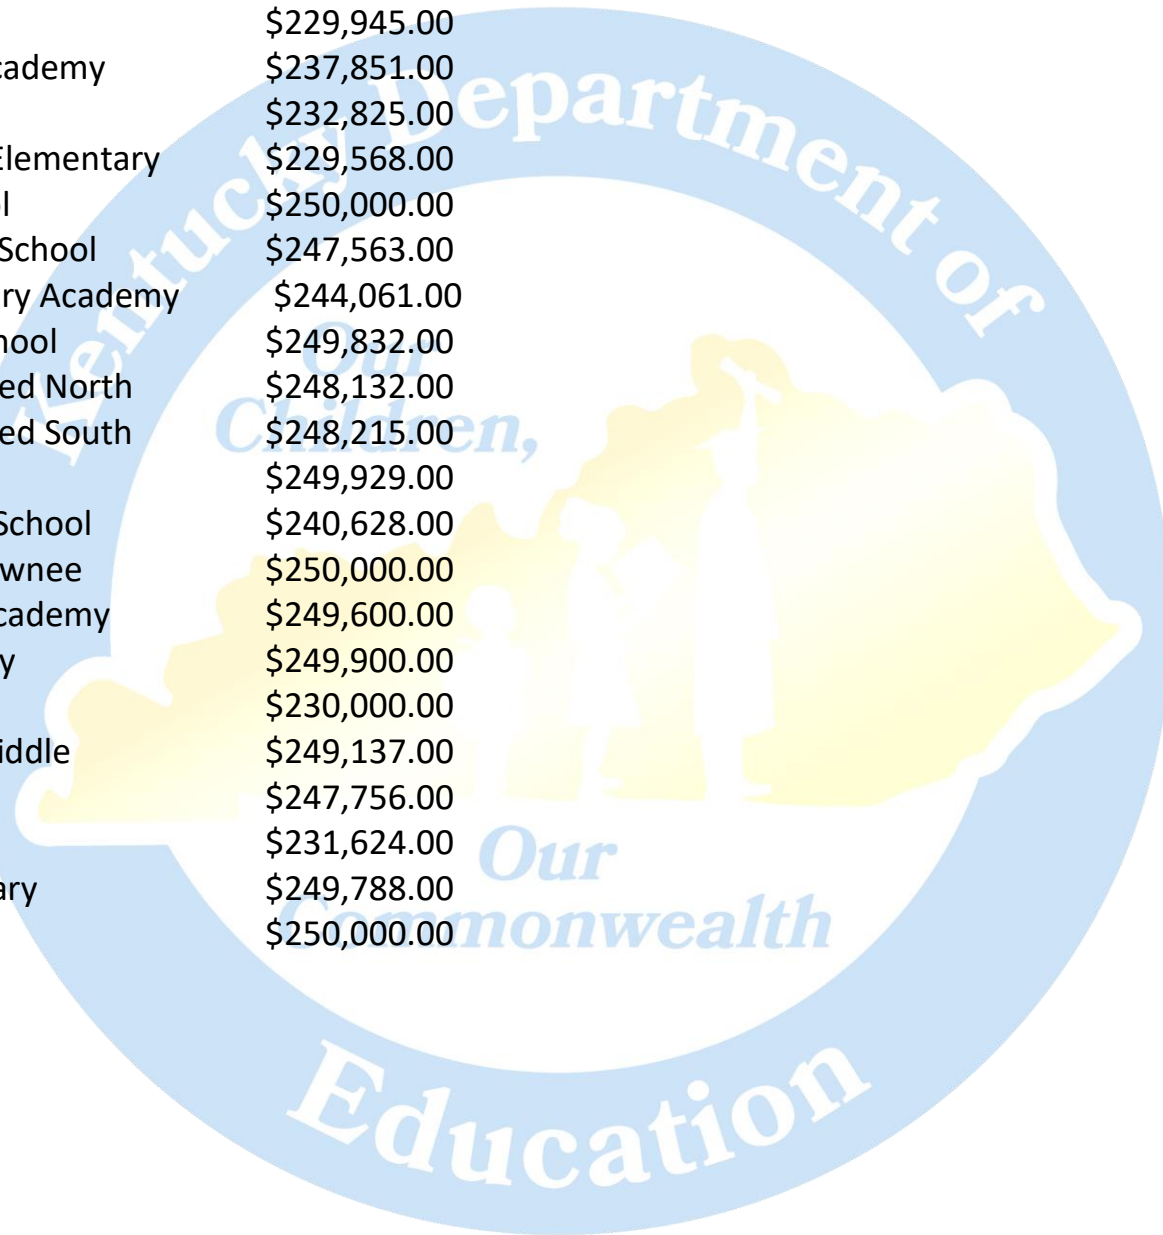 $229,945.00
cademy $237,851.00
$232,825.00
Elementary $229,568.00
ol $250,000.00
School $247,563.00
ry Academy $244,061.00
hool $249,832.00
ed North $248,132.00
ed South $248,215.00
$249,929.00
School $240,628.00
wnee $250,000.00
cademy $249,600.00
y $249,900.00
$230,000.00
iddle $249,137.00
$247,756.00
$231,624.00
ary $249,788.00
$250,000.00
Kentucky Department of
Education
Our
Children,
Our
Commonwealth